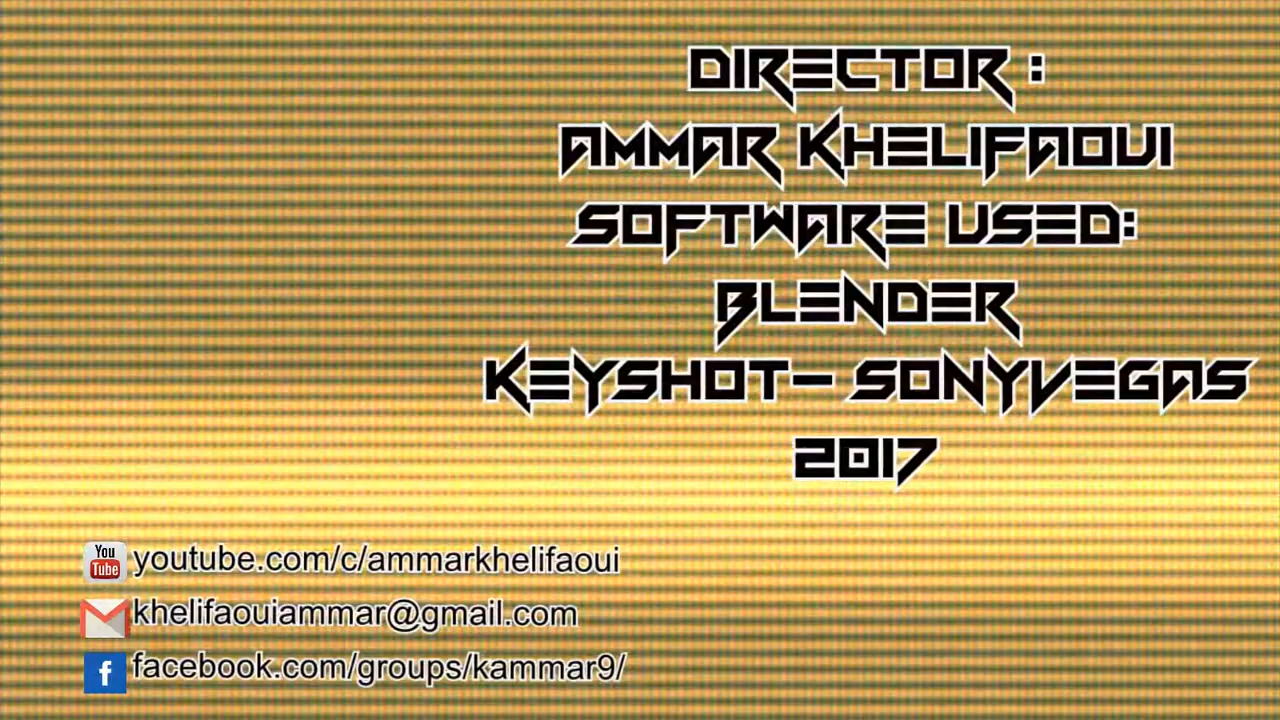 DIRECTOR :
AMMAR KHELIFAOUI
SOFTWARE USED:
BLENDER
KEYSHOT- SONYVEGAS
2017
You Tube youtube.com/c/ammarkhelifaoui
khelifaouiammar@gmail.com
f facebook.com/groups/kammar9/